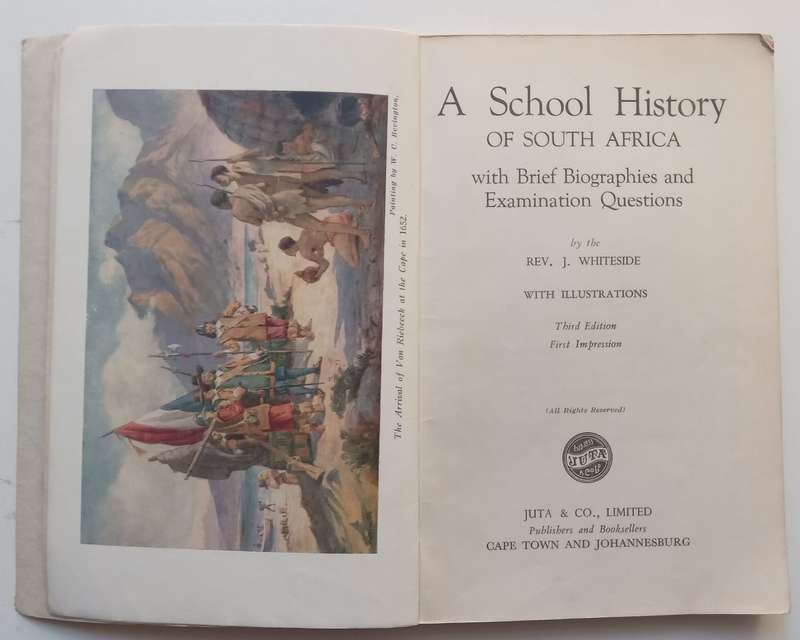 Painting by W. C. Bevington.
The Arrival of Van Riebeeck at the Cape in 1652.
A School History
OF SOUTH AFRICA
with Brief Biographies and
Examination Questions
by the
REV. J. WHITESIDE
WITH ILLUSTRATIONS
Third Edition
First Impression
(All Rights Reserved)
JUTA
JUTA & CO., LIMITED
Publishers and Booksellers
CAPE TOWN AND JOHANNESBURG